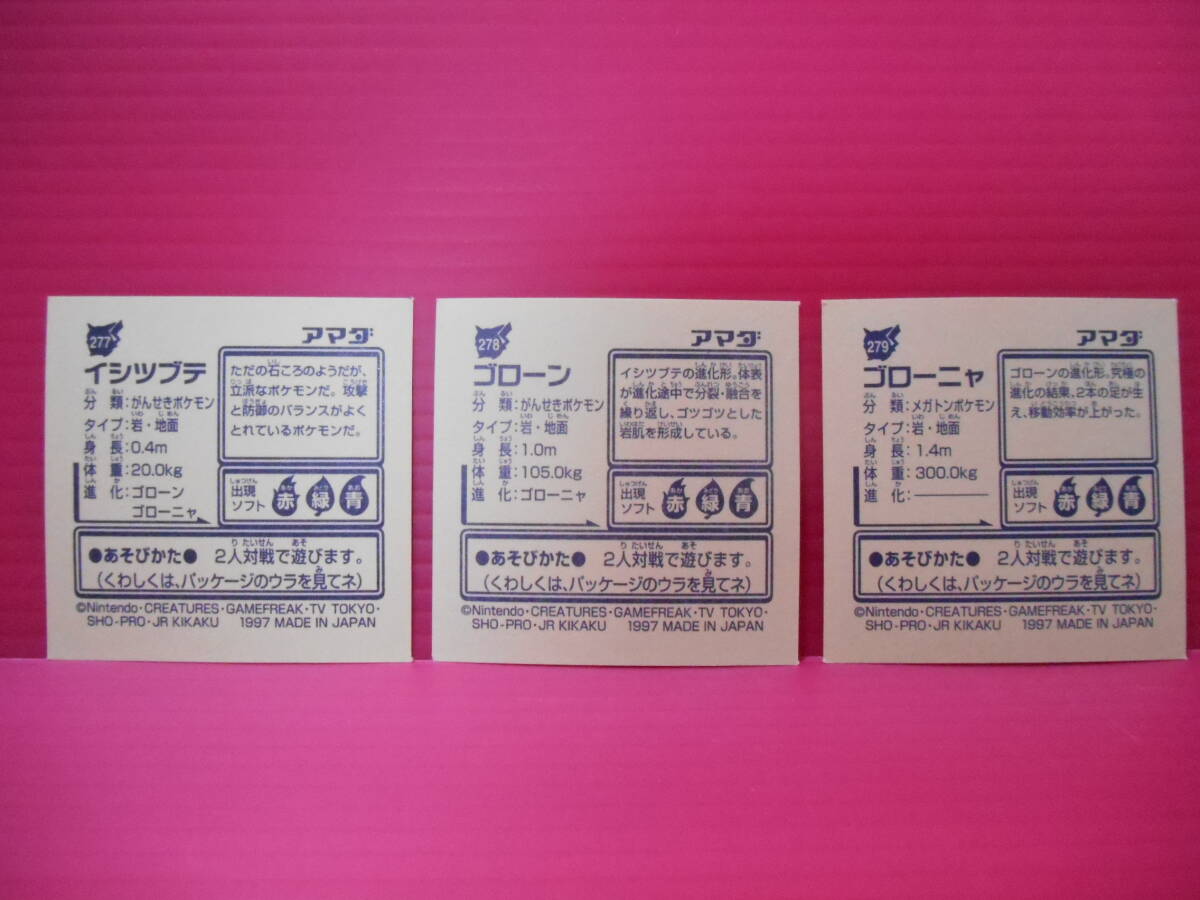 277
アマダ
イシツブテ
分類:がんせきポケモン
タイプ:岩・地面
身長:0.4m
体重:20.0kg
進化:ゴローン
ゴローニャ
ただの石ころのようだが、
立派なポケモンだ。攻撃
と防御のバランスがよく
とれているポケモンだ。
出現
ソフト
赤 緑 青
●あそびかた● 2人対戦で遊びます。
(くわしくは、パッケージのウラを見てネ)
©Nintendo・CREATURES・GAMEFREAK・TV TOKYO・
SHO-PRO・JR KIKAKU 1997 MADE IN JAPAN
278
アマダ
ゴローン
分類:がんせきポケモン
タイプ:岩・地面
身長:1.0m
体重:105.0kg
進化:ゴローニャ
イシツブテの進化形。体表
が進化途中で分裂・融合を
繰り返し、ゴツゴツとした
岩肌を形成している。
出現
ソフト
赤 緑 青
●あそびかた● 2人対戦で遊びます。
(くわしくは、パッケージのウラを見てネ)
©Nintendo・CREATURES・GAMEFREAK・TV TOKYO・
SHO-PRO・JR KIKAKU 1997 MADE IN JAPAN
279
アマダ
ゴローニャ
分類:メガトンポケモン
タイプ:岩・地面
身長:1.4m
体重:300.0kg
進化:————
ゴローンの進化形。究極の
進化の結果、2本の足が生
え、移動効率が上がった。
出現
ソフト
赤 緑 青
●あそびかた● 2人対戦で遊びます。
(くわしくは、パッケージのウラを見てネ)
©Nintendo・CREATURES・GAMEFREAK・TV TOKYO・
SHO-PRO・JR KIKAKU 1997 MADE IN JAPAN